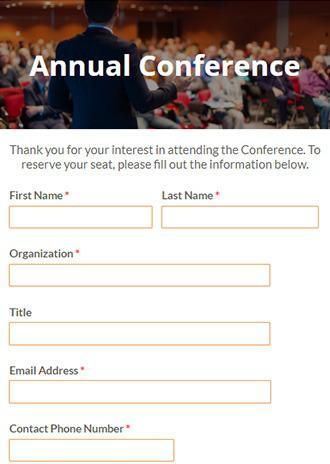 Annual Conference
Thank you for your interest in attending the Conference. To
reserve your seat, please fill out the information below.
First Name * Last Name *
Organization *
Title
Email Address *
Contact Phone Number *